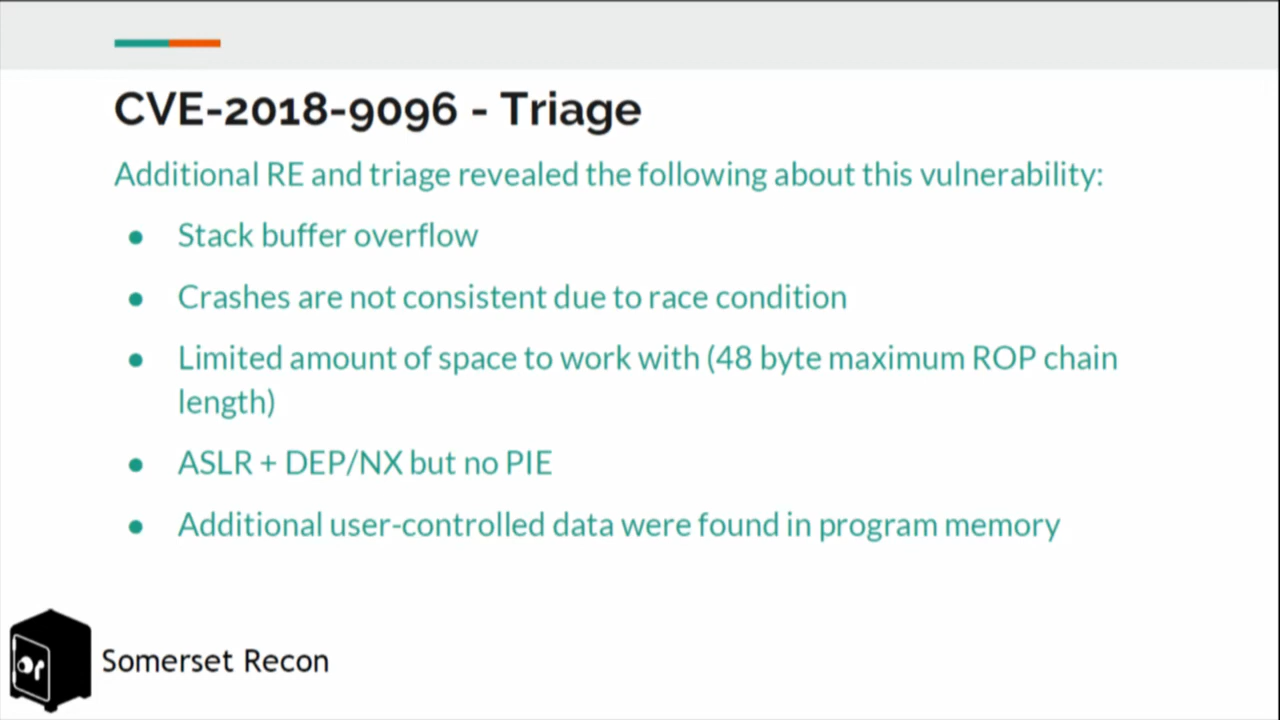 CVE-2018-9096 - Triage
Additional RE and triage revealed the following about this vulnerability:
● Stack buffer overflow
● Crashes are not consistent due to race condition
● Limited amount of space to work with (48 byte maximum ROP chain
length)
● ASLR + DEP/NX but no PIE
● Additional user-controlled data were found in program memory
Somerset Recon